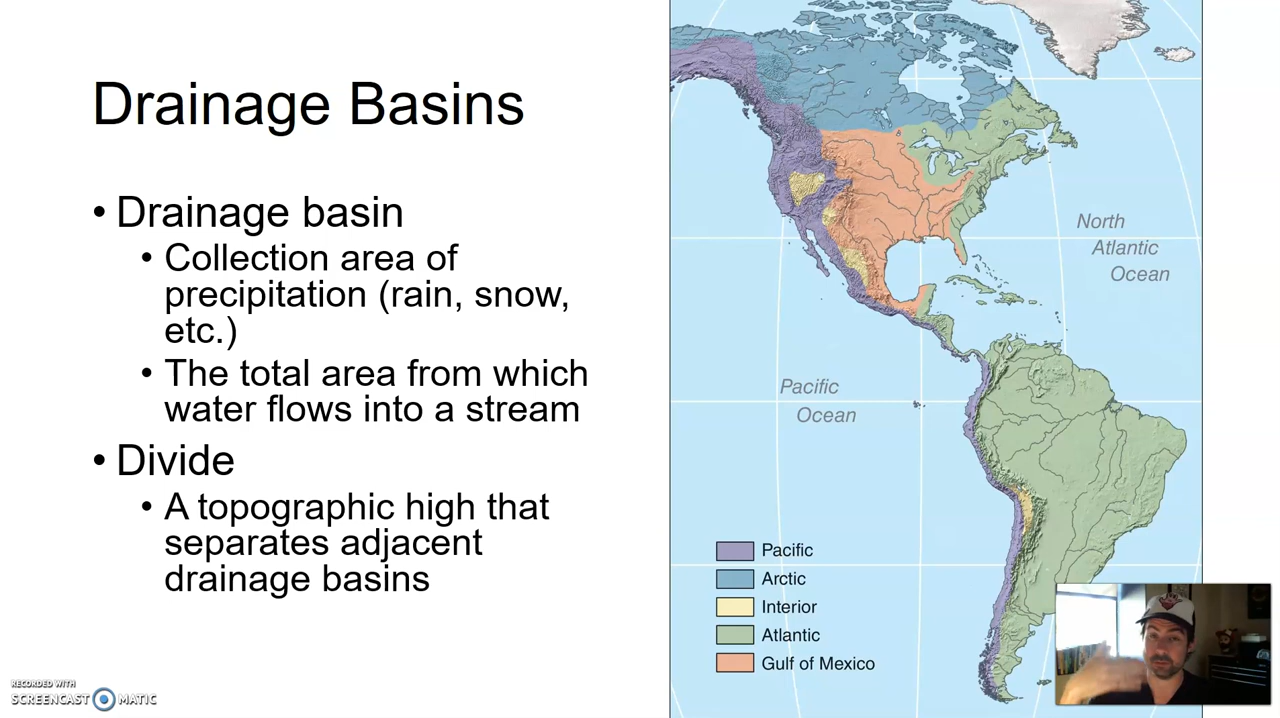 Drainage Basins
• Drainage basin
• Collection area of
precipitation (rain, snow,
etc.)
• The total area from which
water flows into a stream
• Divide
• A topographic high that
separates adjacent
drainage basins
North
Atlantic
Ocean
Pacific
Ocean
Pacific
Arctic
Interior
Atlantic
Gulf of Mexico
RECORDED WITH
SCREENCAST MATIC